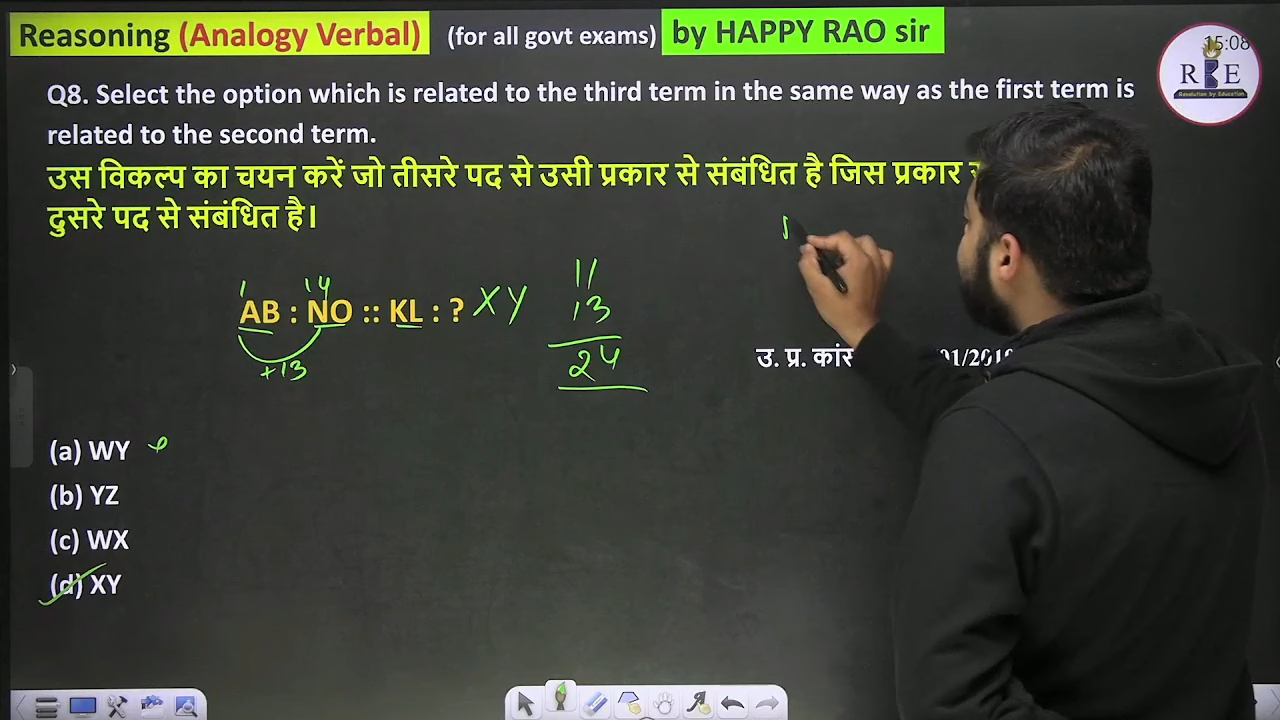 Reasoning (Analogy Verbal) (for all govt exams) by HAPPY RAO sir
15:08
R E
Revolution by Education
Q8. Select the option which is related to the third term in the same way as the first term is
related to the second term.
उस विकल्प का चयन करें जो तीसरे पद से उसी प्रकार से संबंधित है जिस प्रकार
दुसरे पद से संबंधित है।
1 14
AB : NO :: KL : ? XY
+13
11
13
24
उ. प्र.
(a) WY
(b) YZ
(c) WX
(d) XY